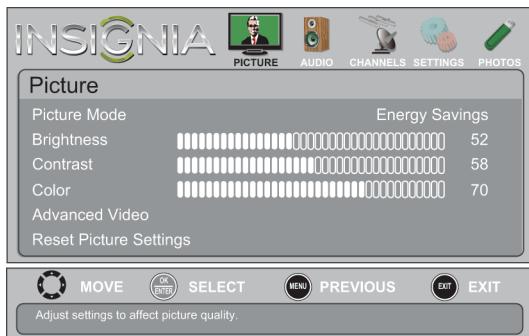 INSIGNIA
PICTURE AUDIO CHANNELS SETTINGS PHOTOS
Picture
Picture Mode Energy Savings
Brightness 52
Contrast 58
Color 70
Advanced Video
Reset Picture Settings
MOVE OK ENTER SELECT MENU PREVIOUS EXIT EXIT
Adjust settings to affect picture quality.